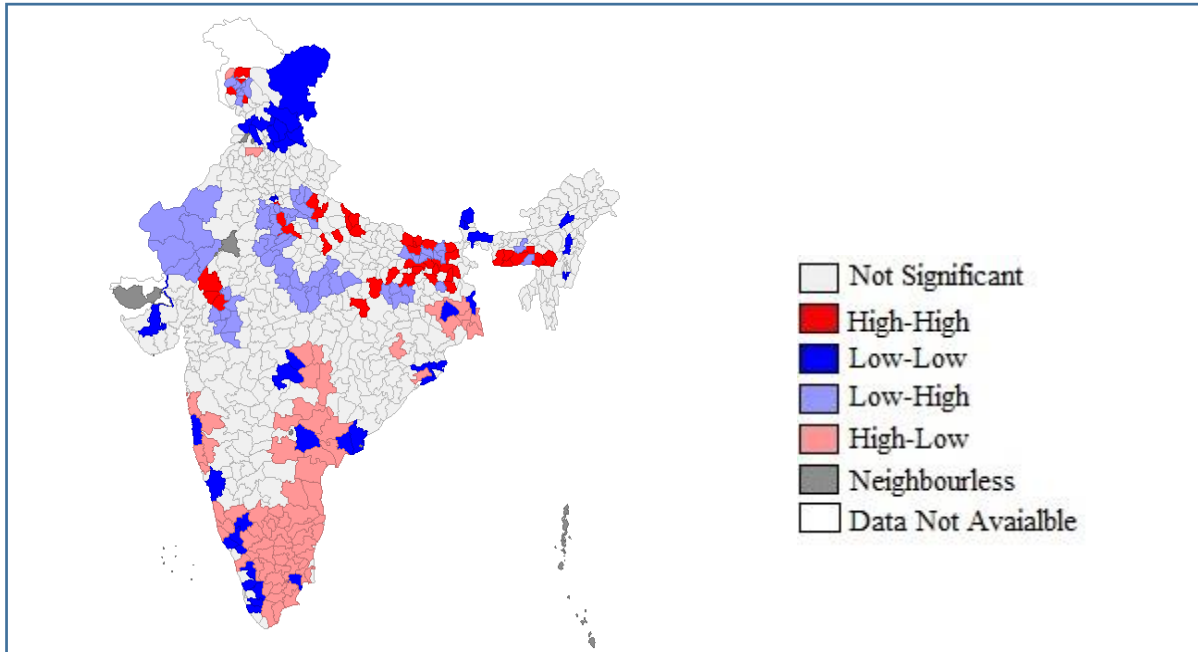 Not Significant
High-High
Low-Low
Low-High
High-Low
Neighbourless
Data Not Avaialble